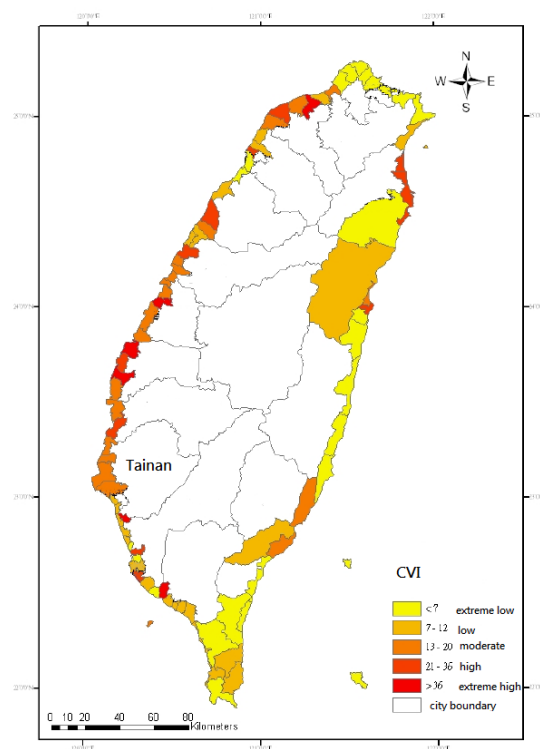 N
W E
S
Tainan
CVI
<7 extreme low
7 - 12 low
13 - 20 moderate
21 - 36 high
>36 extreme high
city boundary
0 10 20 40 60 80
Kilometers